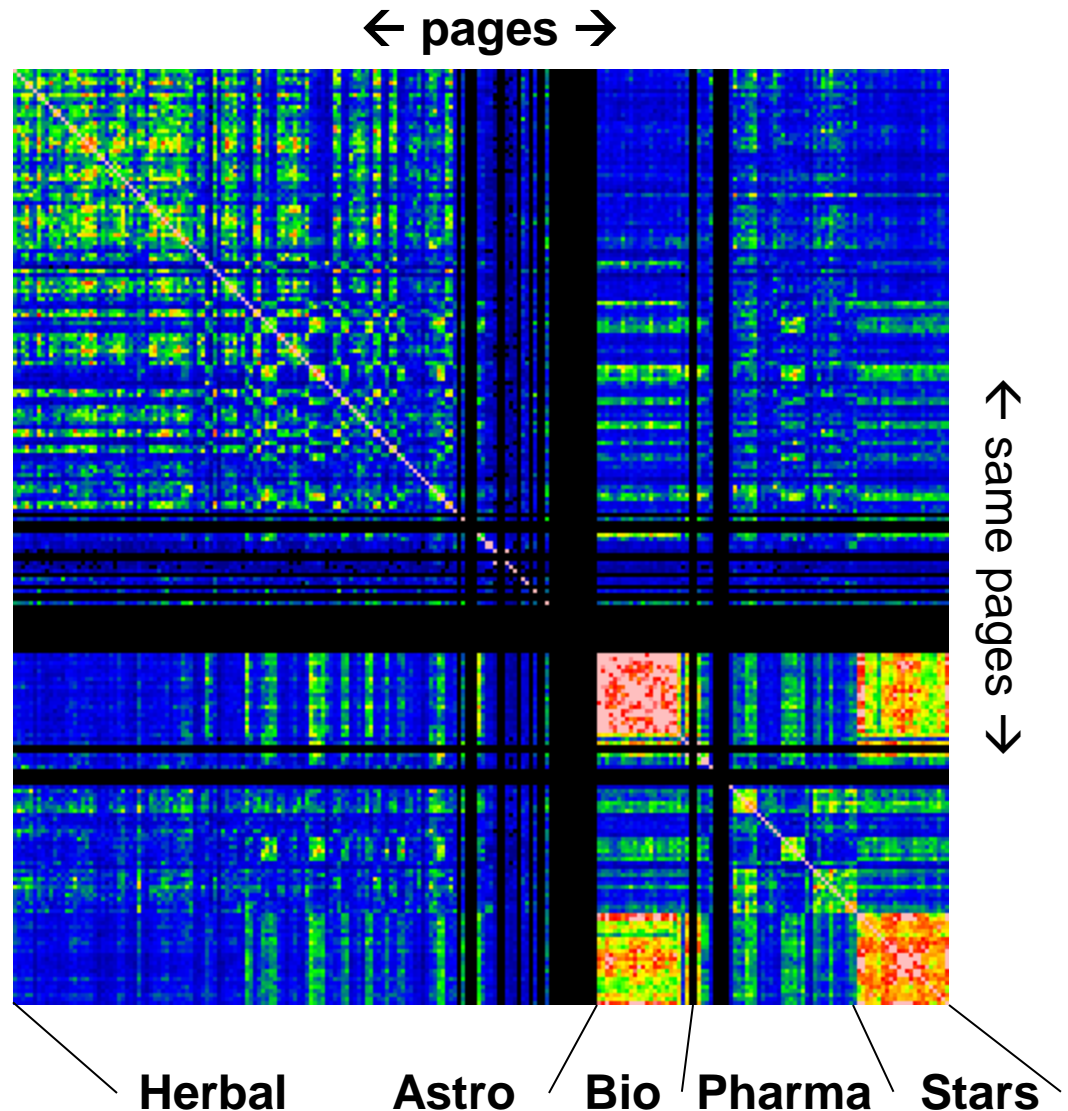 ← pages →
← same pages →
Herbal Astro Bio Pharma Stars